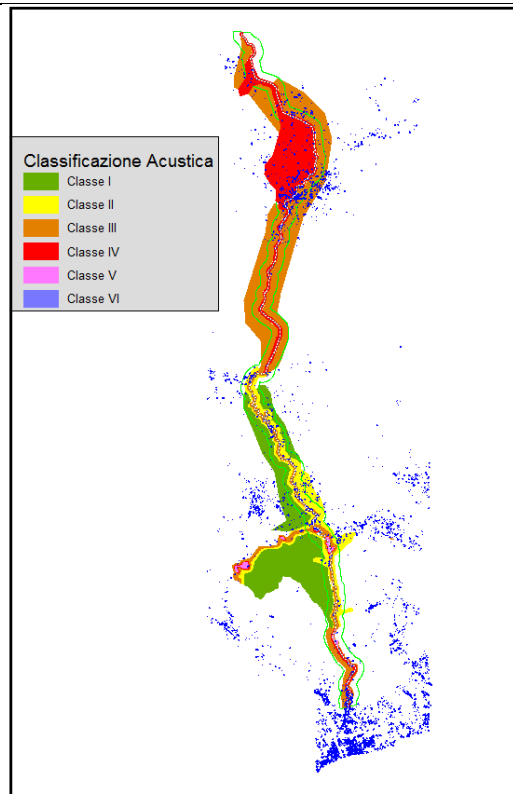 Classificazione Acustica
Classe I
Classe II
Classe III
Classe IV
Classe V
Classe VI